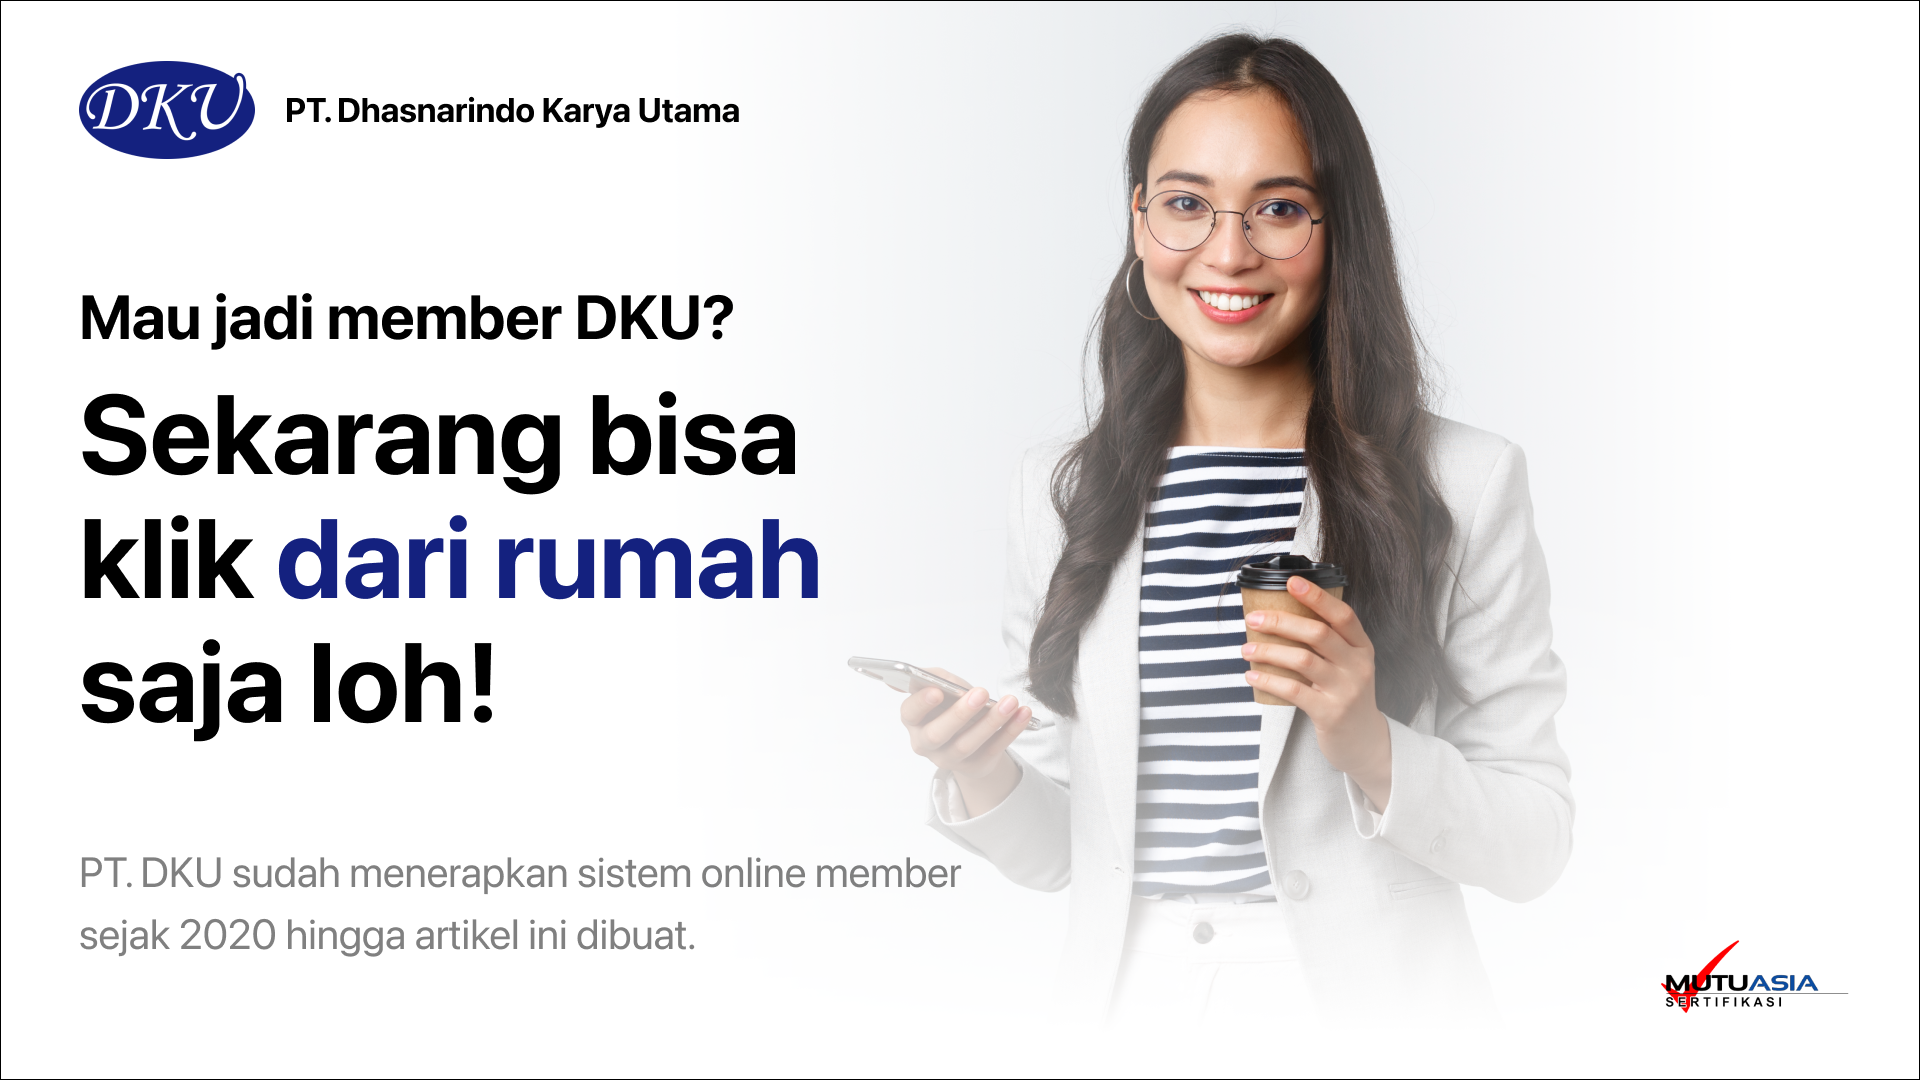 DKU
PT. Dhasnarindo Karya Utama
Mau jadi member DKU?
Sekarang bisa
klik dari rumah
saja loh!
PT. DKU sudah menerapkan sistem online member
sejak 2020 hingga artikel ini dibuat.
MUTUASIA
SERTIFIKASI